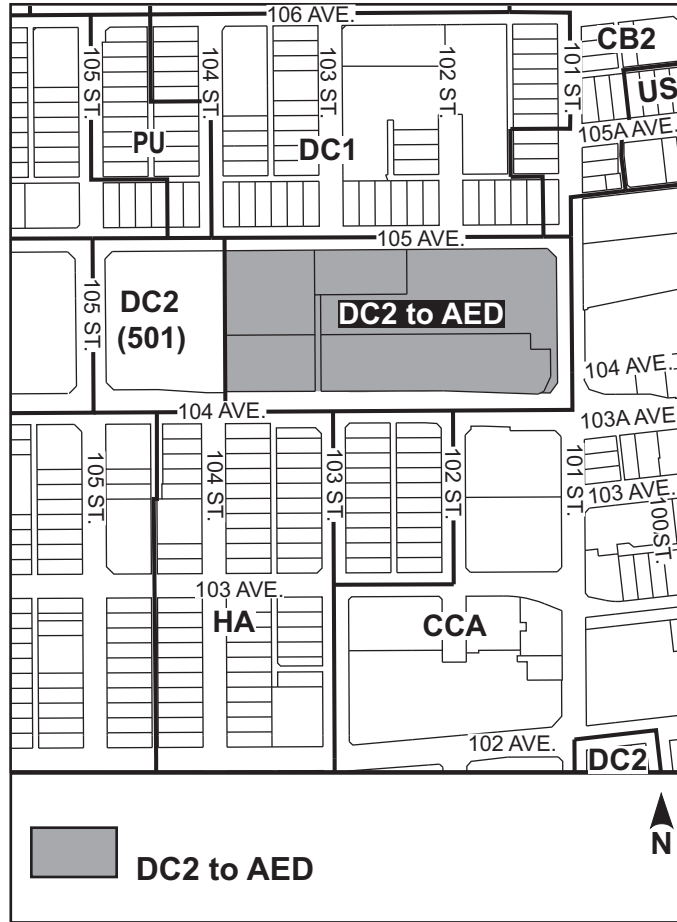 106 AVE.
105 ST.
104 ST.
103 ST.
102 ST.
101 ST.
CB2
US
PU
DC1
105A AVE.
105 AVE.
105 ST.
DC2
(501)
DC2 to AED
104 AVE.
104 AVE.
103A AVE
105 ST.
104 ST.
103 ST.
102 ST.
101 ST.
103 AVE.
100 ST.
103 AVE.
HA
CCA
102 AVE.
DC2
DC2 to AED
N